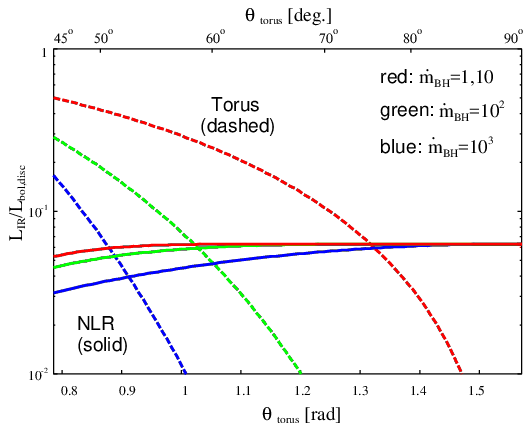 θ torus [deg.]
45° 50° 60° 70° 80° 90°
1
red: ṁBH=1,10
Torus
(dashed)
green: ṁBH=10²
blue: ṁBH=10³
LIR/Lbol,disc
10⁻¹
NLR
(solid)
10⁻²
0.8 0.9 1 1.1 1.2 1.3 1.4 1.5
θ torus [rad]